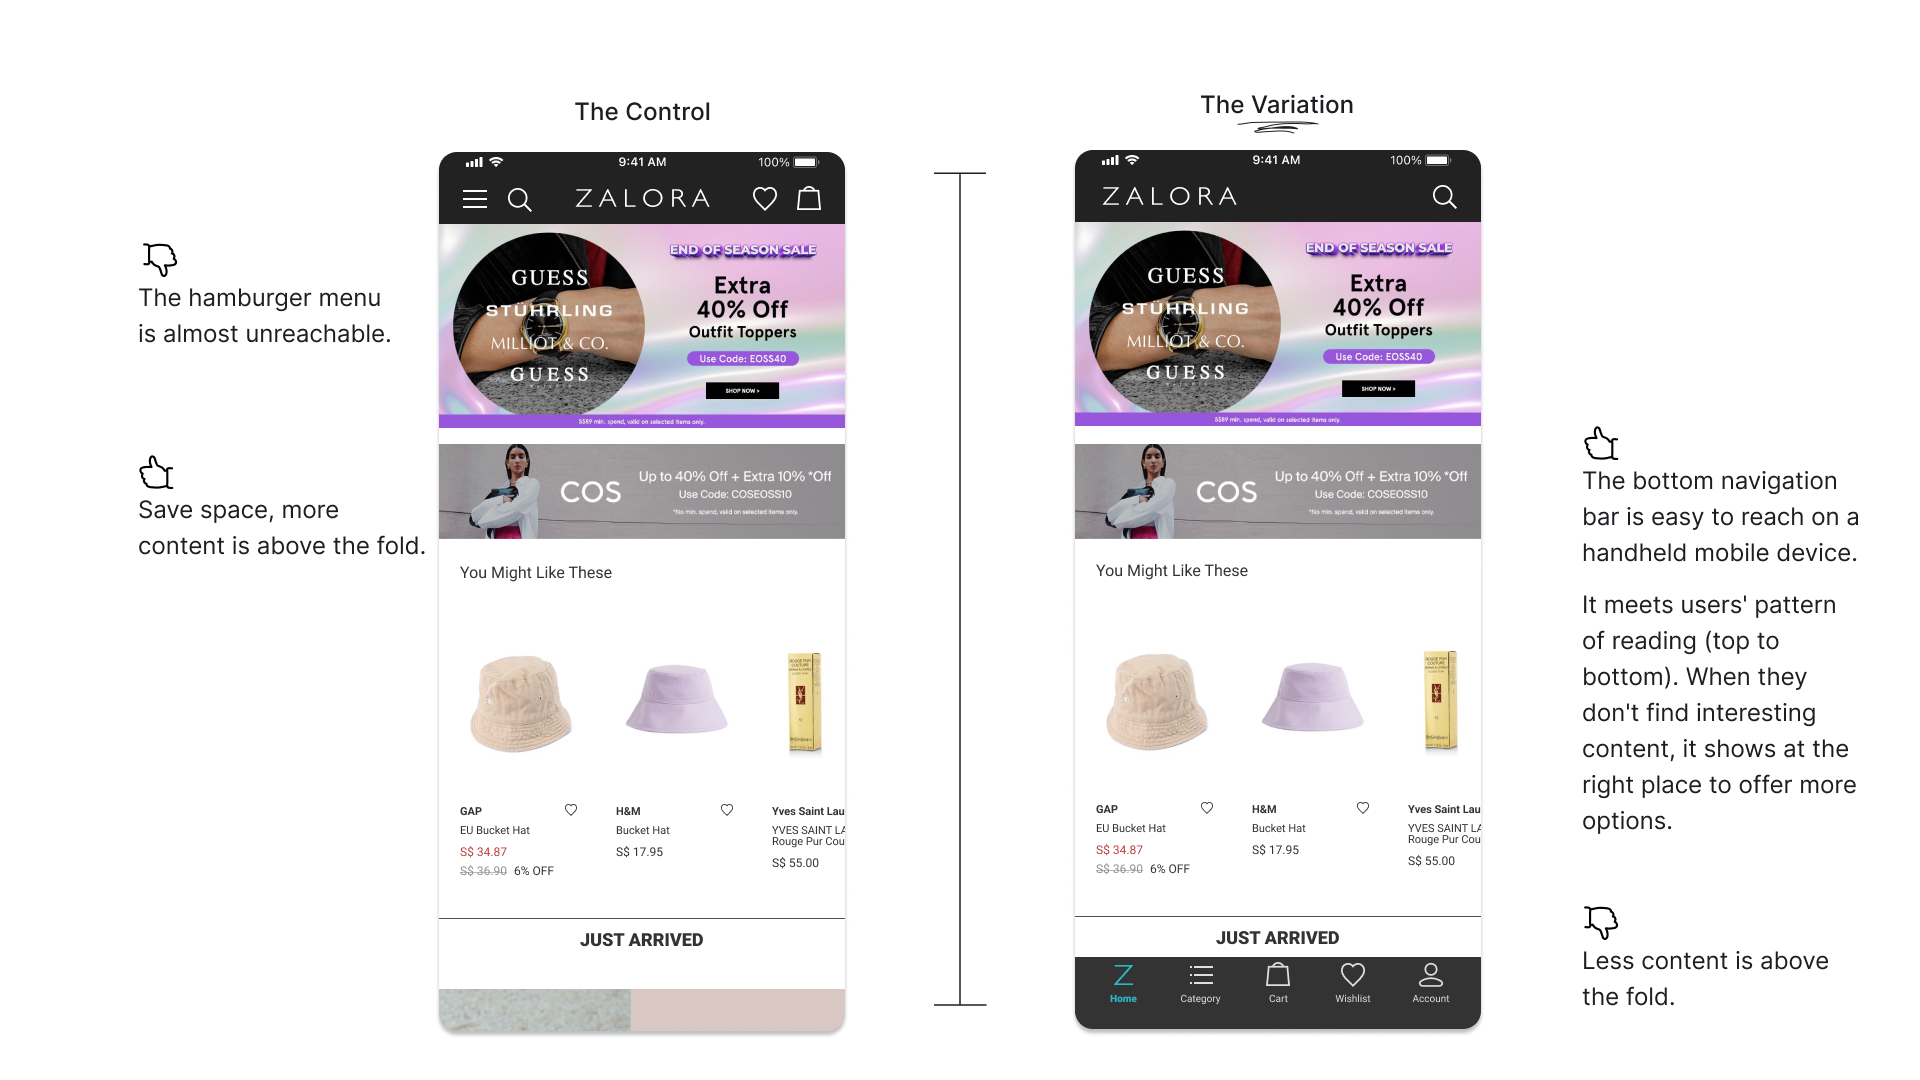 The Control
The Variation
The hamburger menu
is almost unreachable.
Save space, more
content is above the fold.
9:41 AM
100%
ZALORA
GUESS
STÜHRLING
MILLIOT & CO.
GUESS
END OF SEASON SALE
Extra
40% Off
Outfit Toppers
Use Code: EOSS40
SHOP NOW >
S$89 min. spend, valid on selected items only.
COS
Up to 40% Off + Extra 10% *Off
Use Code: COSEOSS10
*No min. spend, valid on selected items only.
You Might Like These
GAP
EU Bucket Hat
S$ 34.87
S$ 36.90 6% OFF
H&M
Bucket Hat
S$ 17.95
Yves Saint Lau
YVES SAINT LA
Rouge Pur Cou
S$ 55.00
JUST ARRIVED
9:41 AM
100%
ZALORA
GUESS
STÜHRLING
MILLIOT & CO.
GUESS
END OF SEASON SALE
Extra
40% Off
Outfit Toppers
Use Code: EOSS40
SHOP NOW >
S$89 min. spend, valid on selected items only.
COS
Up to 40% Off + Extra 10% *Off
Use Code: COSEOSS10
*No min. spend, valid on selected items only.
You Might Like These
GAP
EU Bucket Hat
S$ 34.87
S$ 36.90 6% OFF
H&M
Bucket Hat
S$ 17.95
Yves Saint Lau
YVES SAINT LA
Rouge Pur Cou
S$ 55.00
JUST ARRIVED
Home
Category
Cart
Wishlist
Account
The bottom navigation
bar is easy to reach on a
handheld mobile device.
It meets users' pattern
of reading (top to
bottom). When they
don't find interesting
content, it shows at the
right place to offer more
options.
Less content is above
the fold.